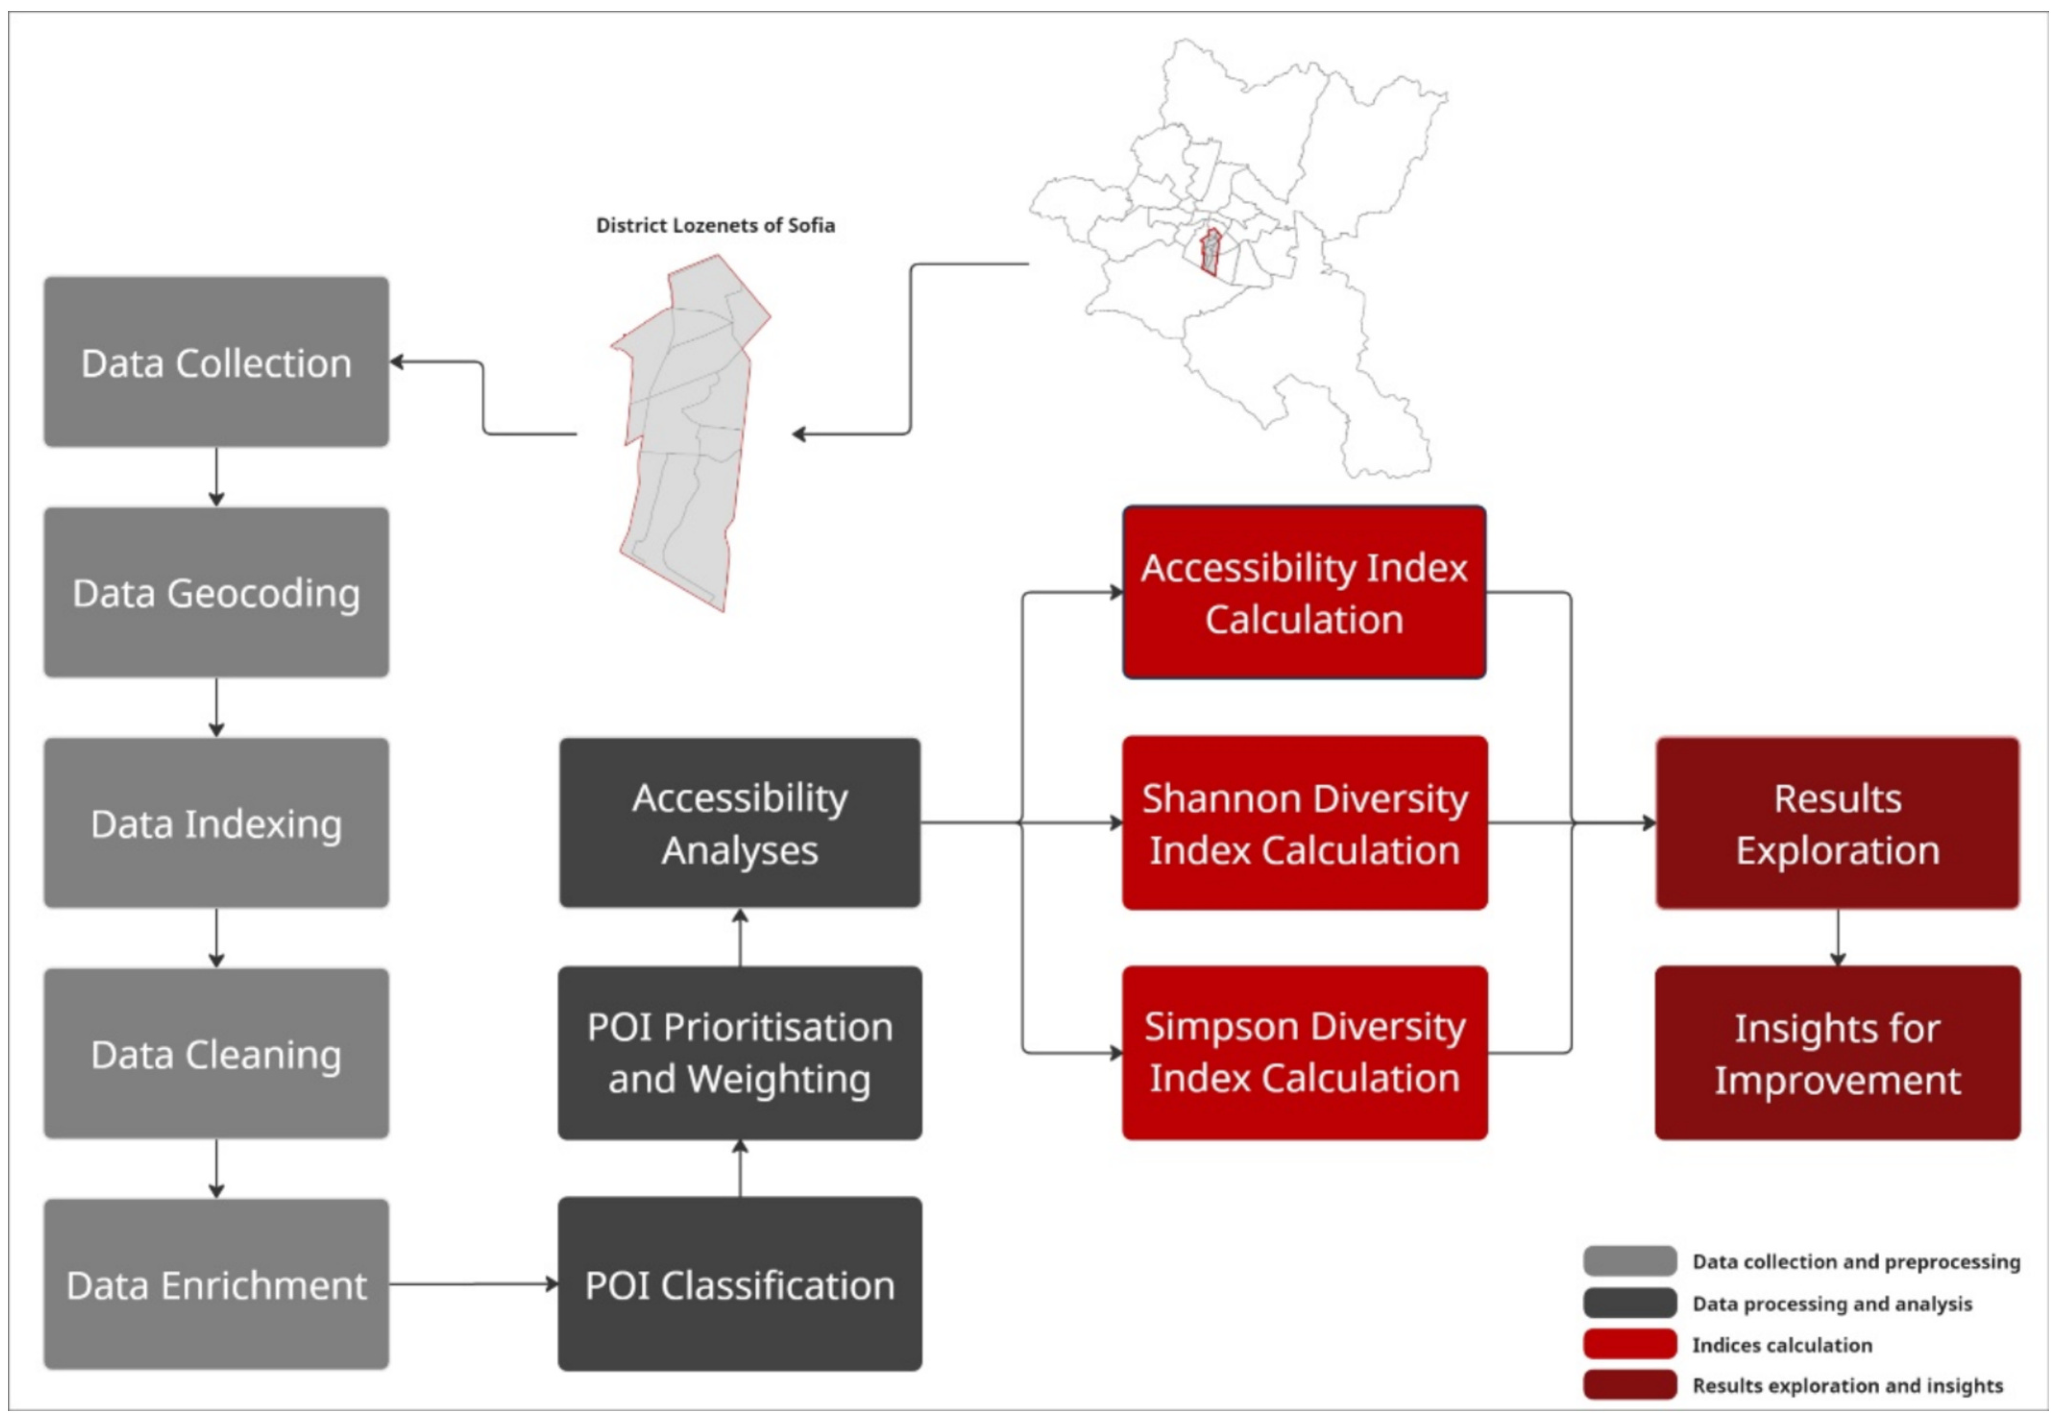 District Lozenets of Sofia
Data Collection
Data Geocoding
Data Indexing
Data Cleaning
Data Enrichment
POI Classification
POI Prioritisation
and Weighting
Accessibility
Analyses
Accessibility Index
Calculation
Shannon Diversity
Index Calculation
Simpson Diversity
Index Calculation
Results
Exploration
Insights for
Improvement
Data collection and preprocessing
Data processing and analysis
Indices calculation
Results exploration and insights